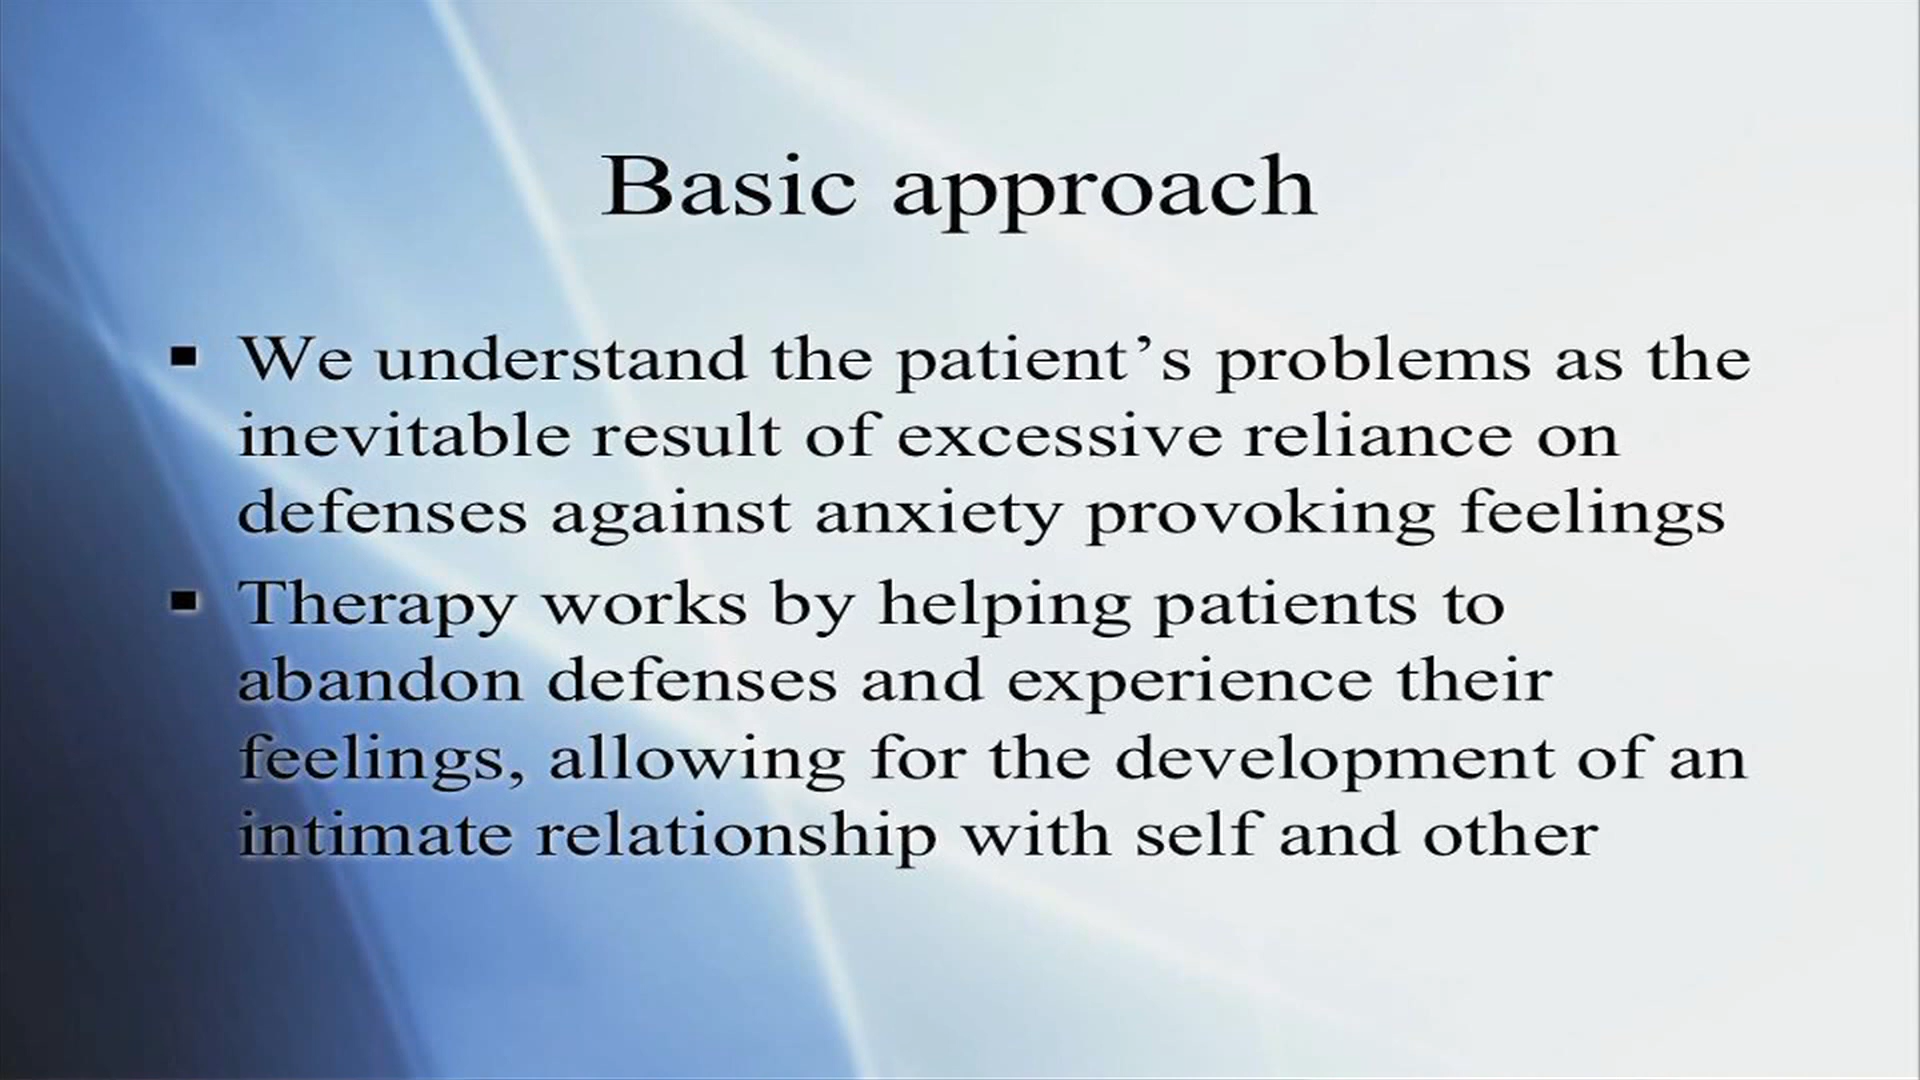 Basic approach
▪ We understand the patient’s problems as the
inevitable result of excessive reliance on
defenses against anxiety provoking feelings
▪ Therapy works by helping patients to
abandon defenses and experience their
feelings, allowing for the development of an
intimate relationship with self and other